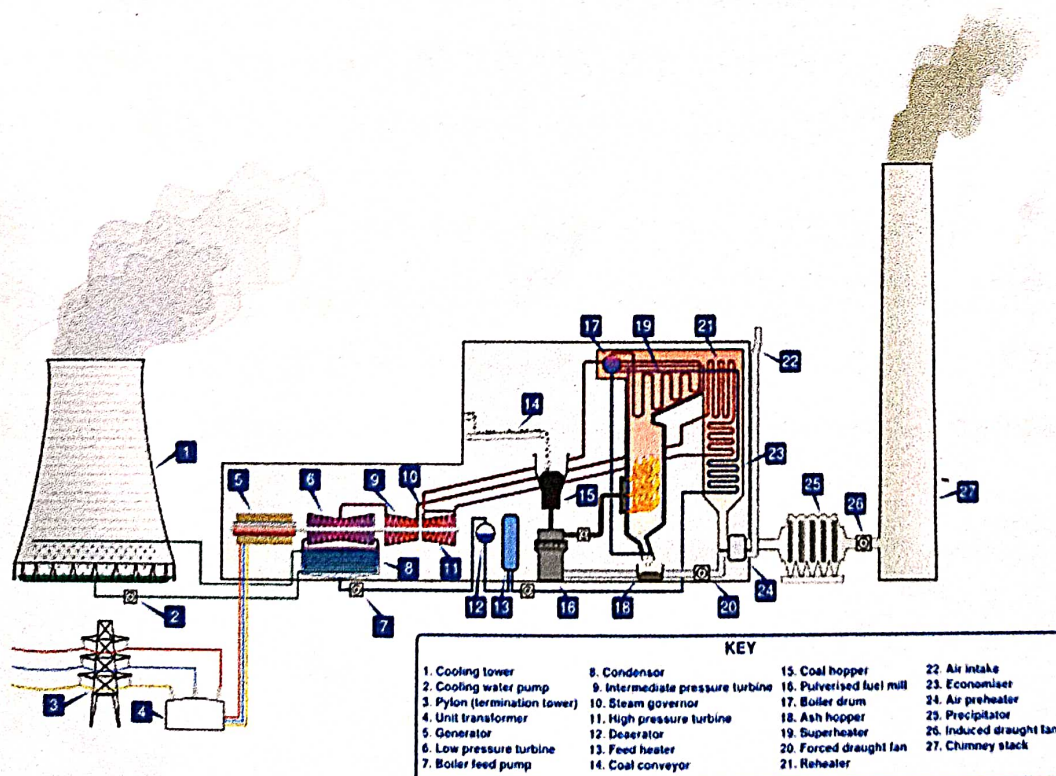 17
19
21
22
14
1
10
9
6
5
15
23
25
26
27
8
11
12
13
16
18
20
24
2
7
3
4
KEY
1. Cooling tower
2. Cooling water pump
3. Pylon (termination tower)
4. Unit transformer
5. Generator
6. Low pressure turbine
7. Boiler feed pump
8. Condensor
9. Intermediate pressure turbine
10. Steam governor
11. High pressure turbine
12. Deaerator
13. Feed heater
14. Coal conveyor
15. Coal hopper
16. Pulverised fuel mill
17. Boiler drum
18. Ash hopper
19. Superheater
20. Forced draught fan
21. Reheater
22. Air intake
23. Economiser
24. Air preheater
25. Precipitator
26. Induced draught fan
27. Chimney stack